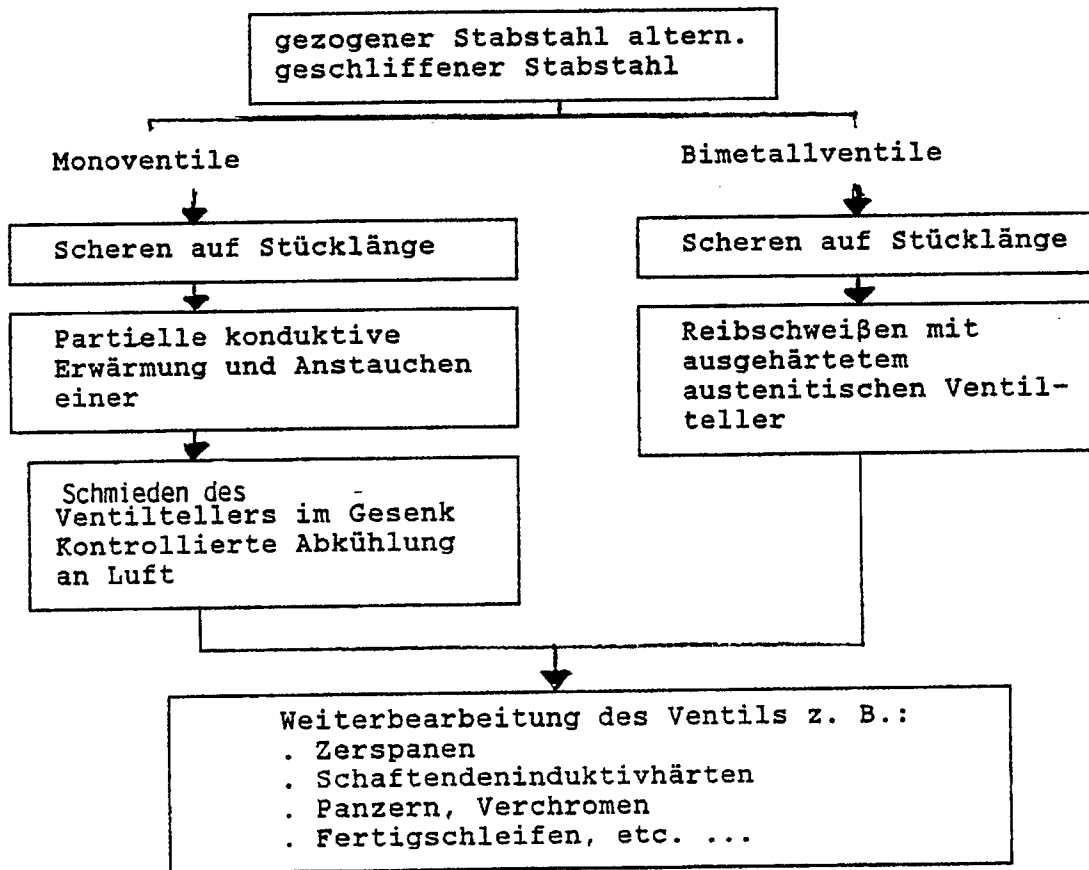 gezogener Stabstahl altern.
geschliffener Stabstahl
Monoventile
Bimetallventile
Scheren auf Stücklänge
Scheren auf Stücklänge
Partielle konduktive
Erwärmung und Anstauchen
einer
Reibschweißen mit
ausgehärtetem
austenitischen Ventil-
teller
Schmieden des
Ventiltellers im Gesenk
Kontrollierte Abkühlung
an Luft
Weiterbearbeitung des Ventils z. B.:
. Zerspanen
. Schaftendeninduktivhärten
. Panzern, Verchromen
. Fertigschleifen, etc. ...